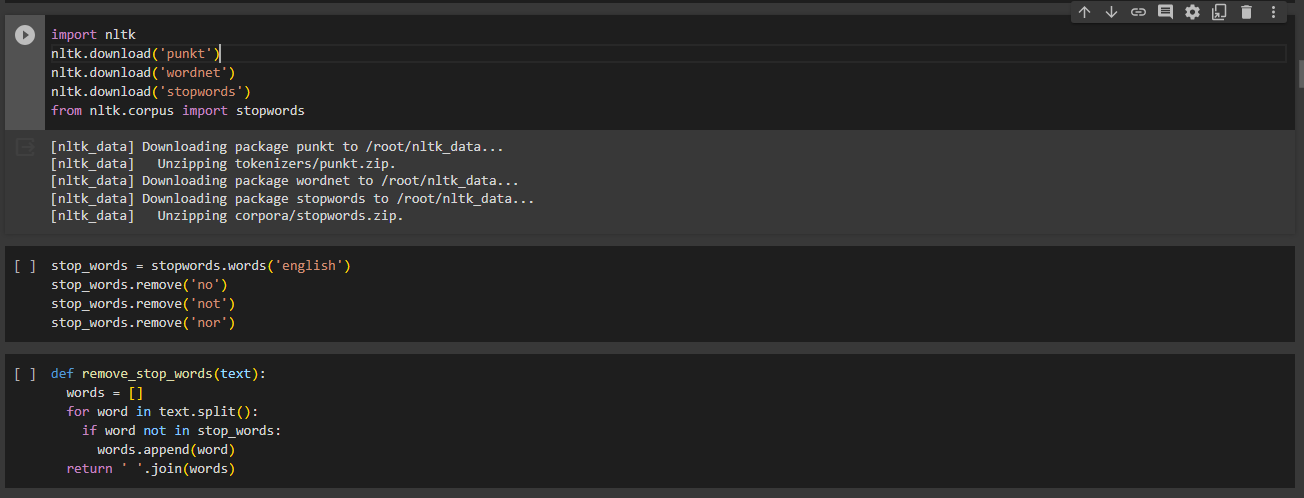 import nltk
nltk.download('punkt')
nltk.download('wordnet')
nltk.download('stopwords')
from nltk.corpus import stopwords
[nltk_data] Downloading package punkt to /root/nltk_data...
[nltk_data]   Unzipping tokenizers/punkt.zip.
[nltk_data] Downloading package wordnet to /root/nltk_data...
[nltk_data] Downloading package stopwords to /root/nltk_data...
[nltk_data]   Unzipping corpora/stopwords.zip.
[ ] stop_words = stopwords.words('english')
stop_words.remove('no')
stop_words.remove('not')
stop_words.remove('nor')
[ ] def remove_stop_words(text):
  words = []
  for word in text.split():
    if word not in stop_words:
      words.append(word)
  return ' '.join(words)